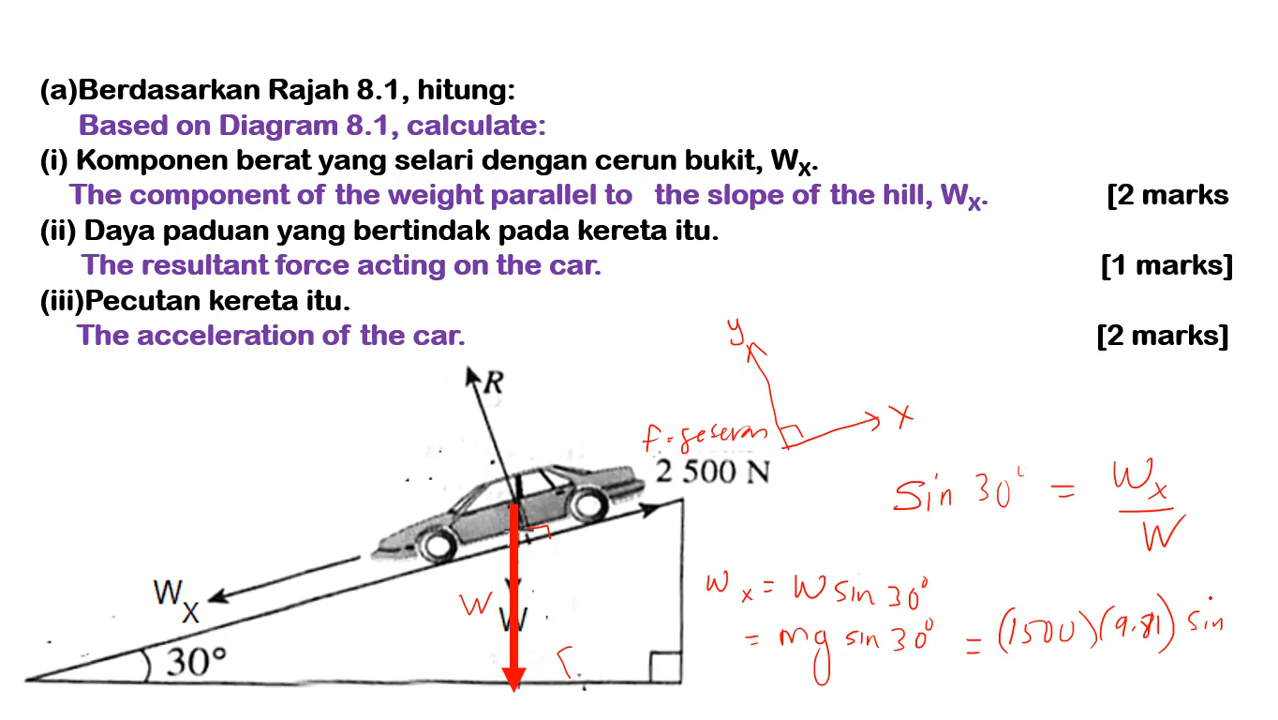 (a)Berdasarkan Rajah 8.1, hitung:
Based on Diagram 8.1, calculate:
(i) Komponen berat yang selari dengan cerun bukit, Wx.
The component of the weight parallel to the slope of the hill, Wx. [2 marks
(ii) Daya paduan yang bertindak pada kereta itu.
The resultant force acting on the car. [1 marks]
(iii)Pecutan kereta itu.
The acceleration of the car. [2 marks]
y
R
x
f. geseran
2 500 N
Sin 30° = Wx / W
Wx
W
W
Wx = W sin 30°
= mg sin 30° = (1500)(9.81) sin
30°